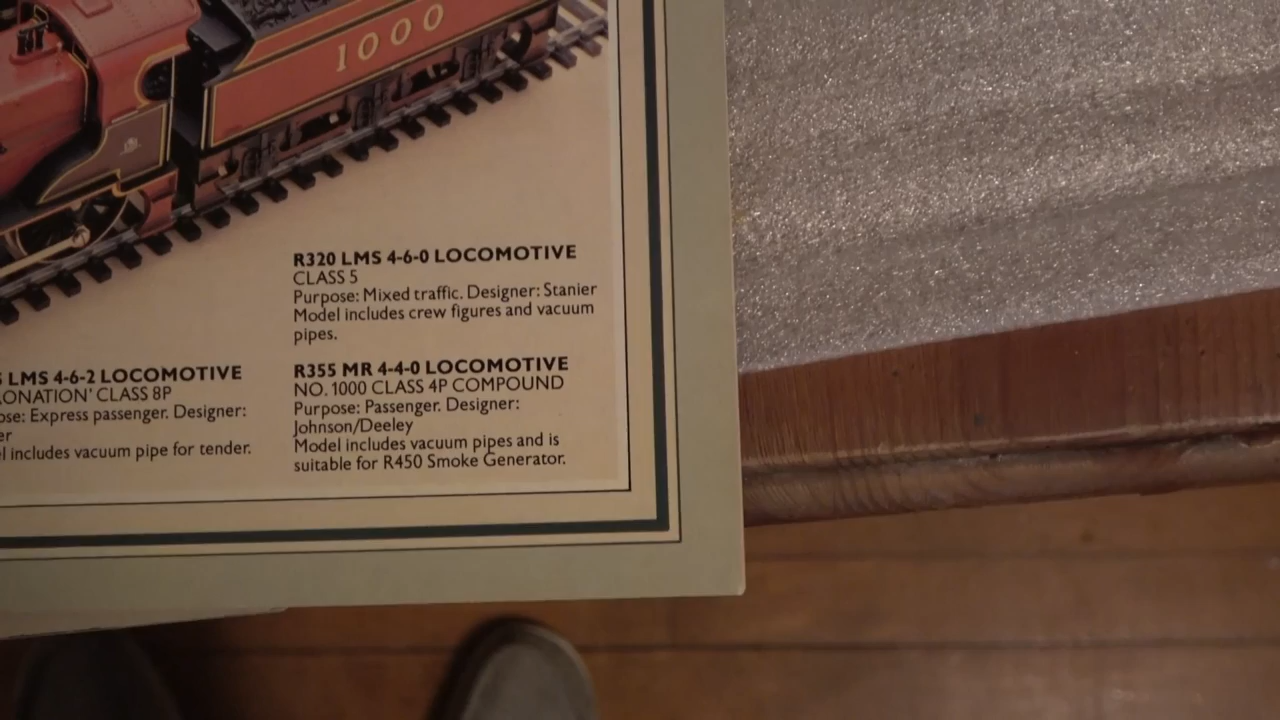 1000
R320 LMS 4-6-0 LOCOMOTIVE
CLASS 5
Purpose: Mixed traffic. Designer: Stanier
Model includes crew figures and vacuum
pipes.
LMS 4-6-2 LOCOMOTIVE
ONATION' CLASS 8P
ose: Express passenger. Designer:
er
l includes vacuum pipe for tender.
R355 MR 4-4-0 LOCOMOTIVE
NO. 1000 CLASS 4P COMPOUND
Purpose: Passenger. Designer:
Johnson/Deeley
Model includes vacuum pipes and is
suitable for R450 Smoke Generator.